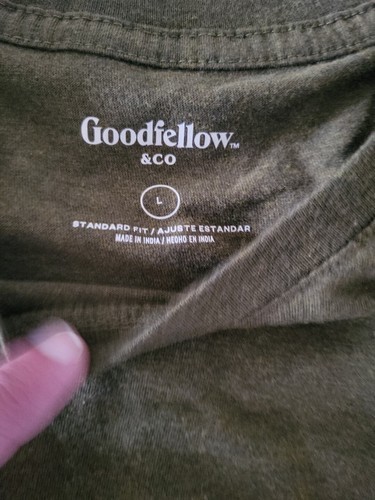 Goodfellow™
&CO
L
STANDARD FIT / AJUSTE ESTANDAR
MADE IN INDIA / HECHO EN INDIA